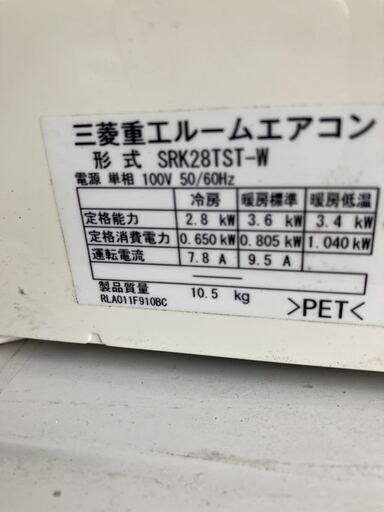 三菱重工ルームエアコン
形式 SRK28TST-W
電源 単相 100V 50/60Hz
冷房 暖房標準 暖房低温
定格能力 2.8 kW 3.6 kW 3.4 kW
定格消費電力 0.650 kW 0.805 kW 1.040 kW
運転電流 7.8 A 9.5 A
製品質量 10.5 kg
RLA011F910BC >PET<